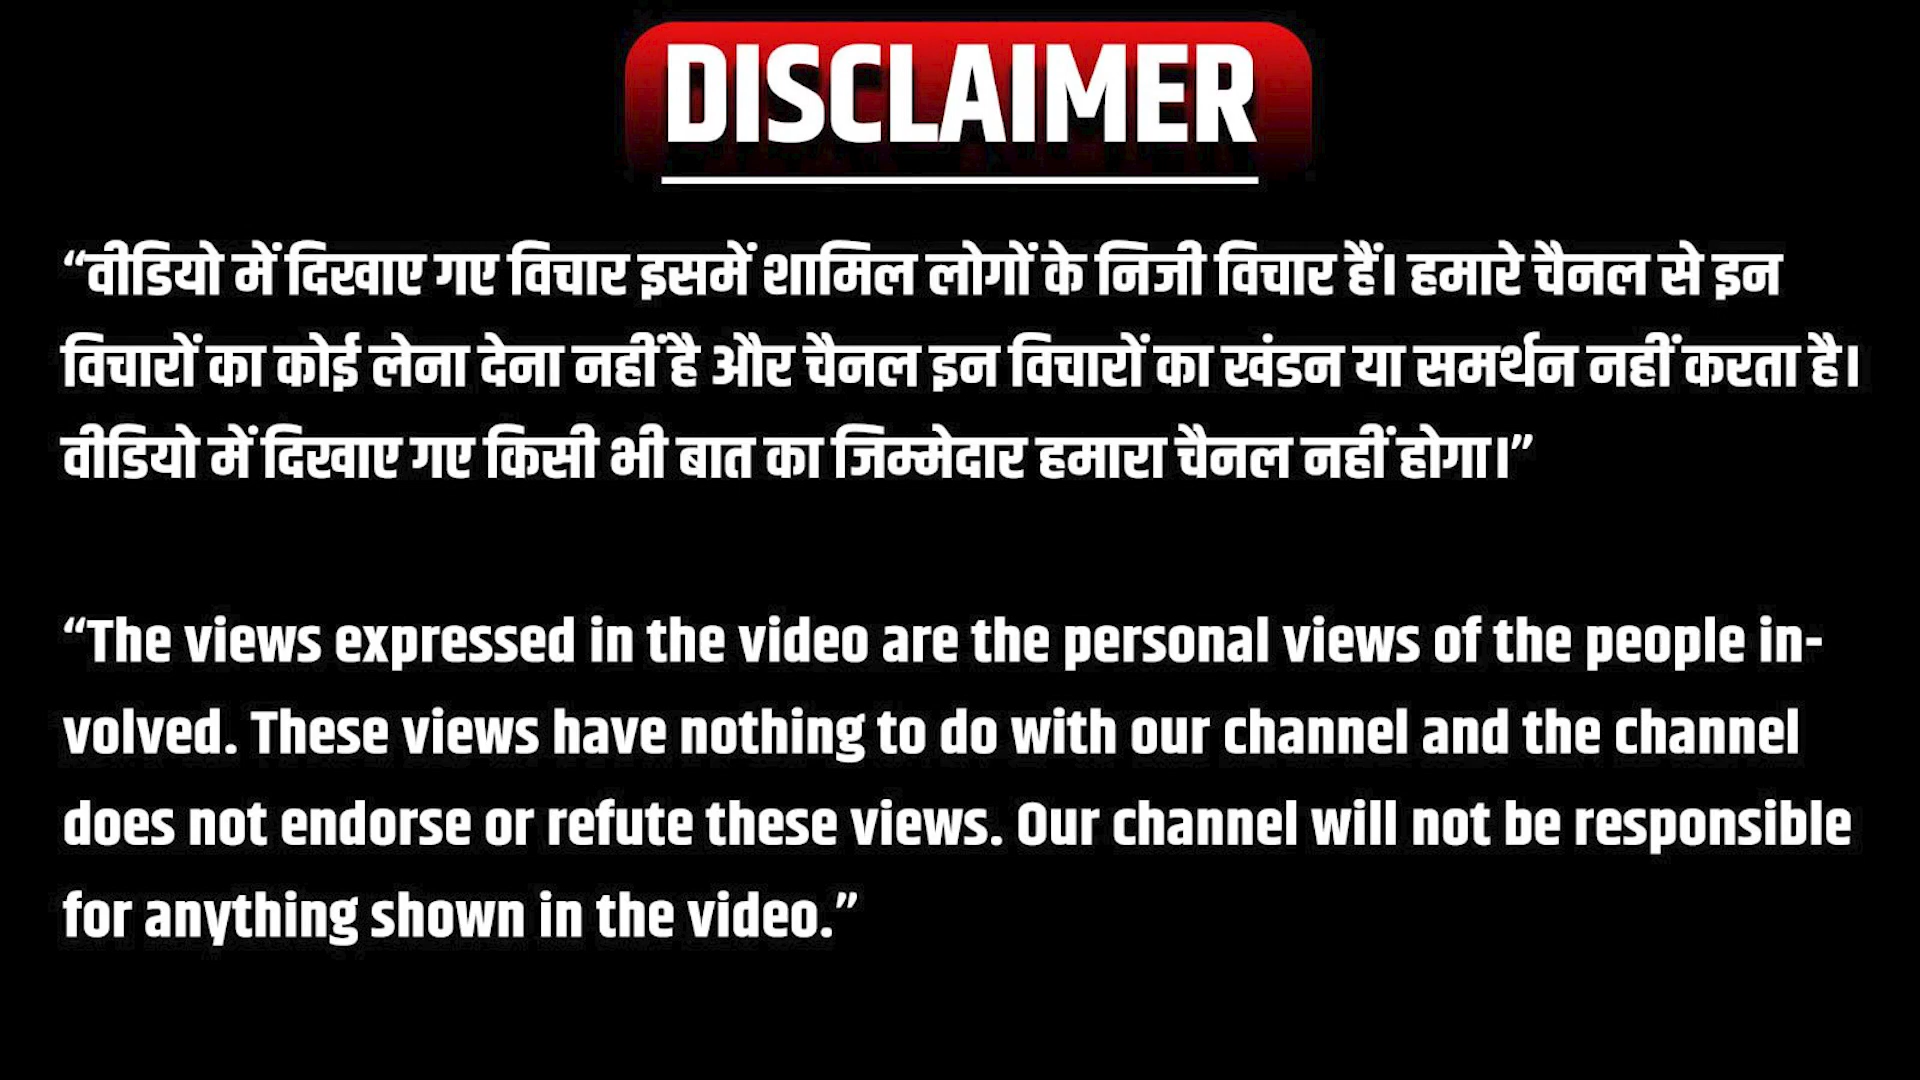 DISCLAIMER
“वीडियो में दिखाए गए विचार इसमें शामिल लोगों के निजी विचार हैं। हमारे चैनल से इन
विचारों का कोई लेना देना नहीं है और चैनल इन विचारों का खंडन या समर्थन नहीं करता है।
वीडियो में दिखाए गए किसी भी बात का जिम्मेदार हमारा चैनल नहीं होगा।”
“The views expressed in the video are the personal views of the people in-
volved. These views have nothing to do with our channel and the channel
does not endorse or refute these views. Our channel will not be responsible
for anything shown in the video.”